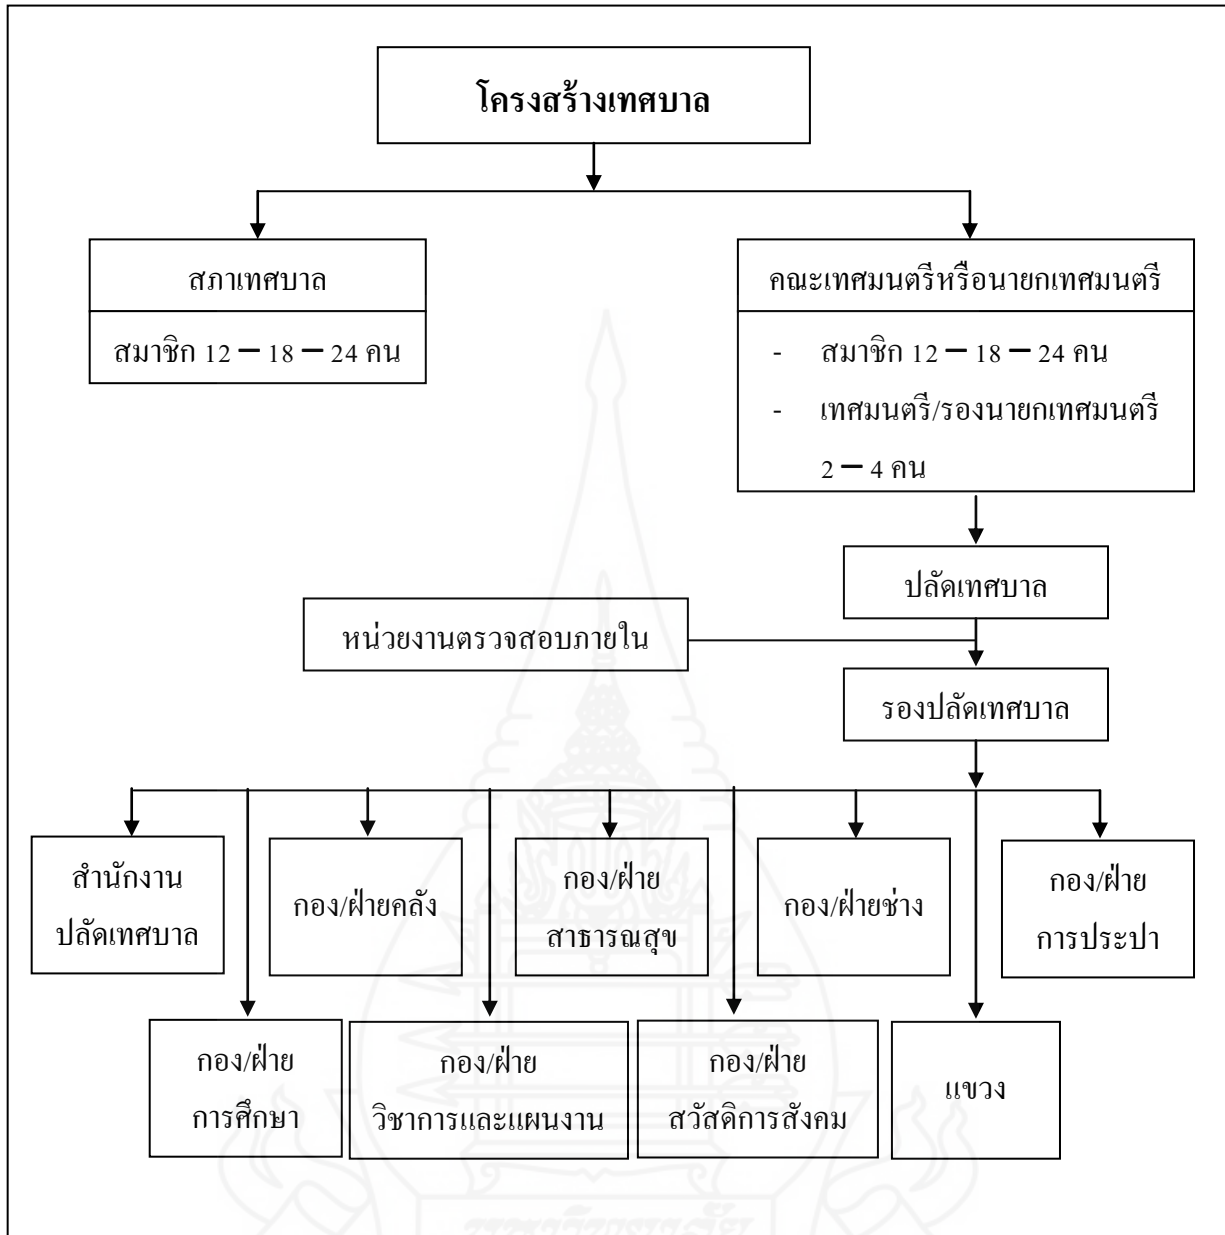 โครงสร้างเทศบาล
สภาเทศบาล
สมาชิก 12 – 18 – 24 คน
คณะเทศมนตรีหรือนายกเทศมนตรี
- สมาชิก 12 – 18 – 24 คน
- เทศมนตรี/รองนายกเทศมนตรี
2 – 4 คน
ปลัดเทศบาล
หน่วยงานตรวจสอบภายใน
รองปลัดเทศบาล
สำนักงาน
ปลัดเทศบาล
กอง/ฝ่ายคลัง
กอง/ฝ่าย
สาธารณสุข
กอง/ฝ่ายช่าง
กอง/ฝ่าย
การประปา
กอง/ฝ่าย
การศึกษา
กอง/ฝ่าย
วิชาการและแผนงาน
กอง/ฝ่าย
สวัสดิการสังคม
แขวง